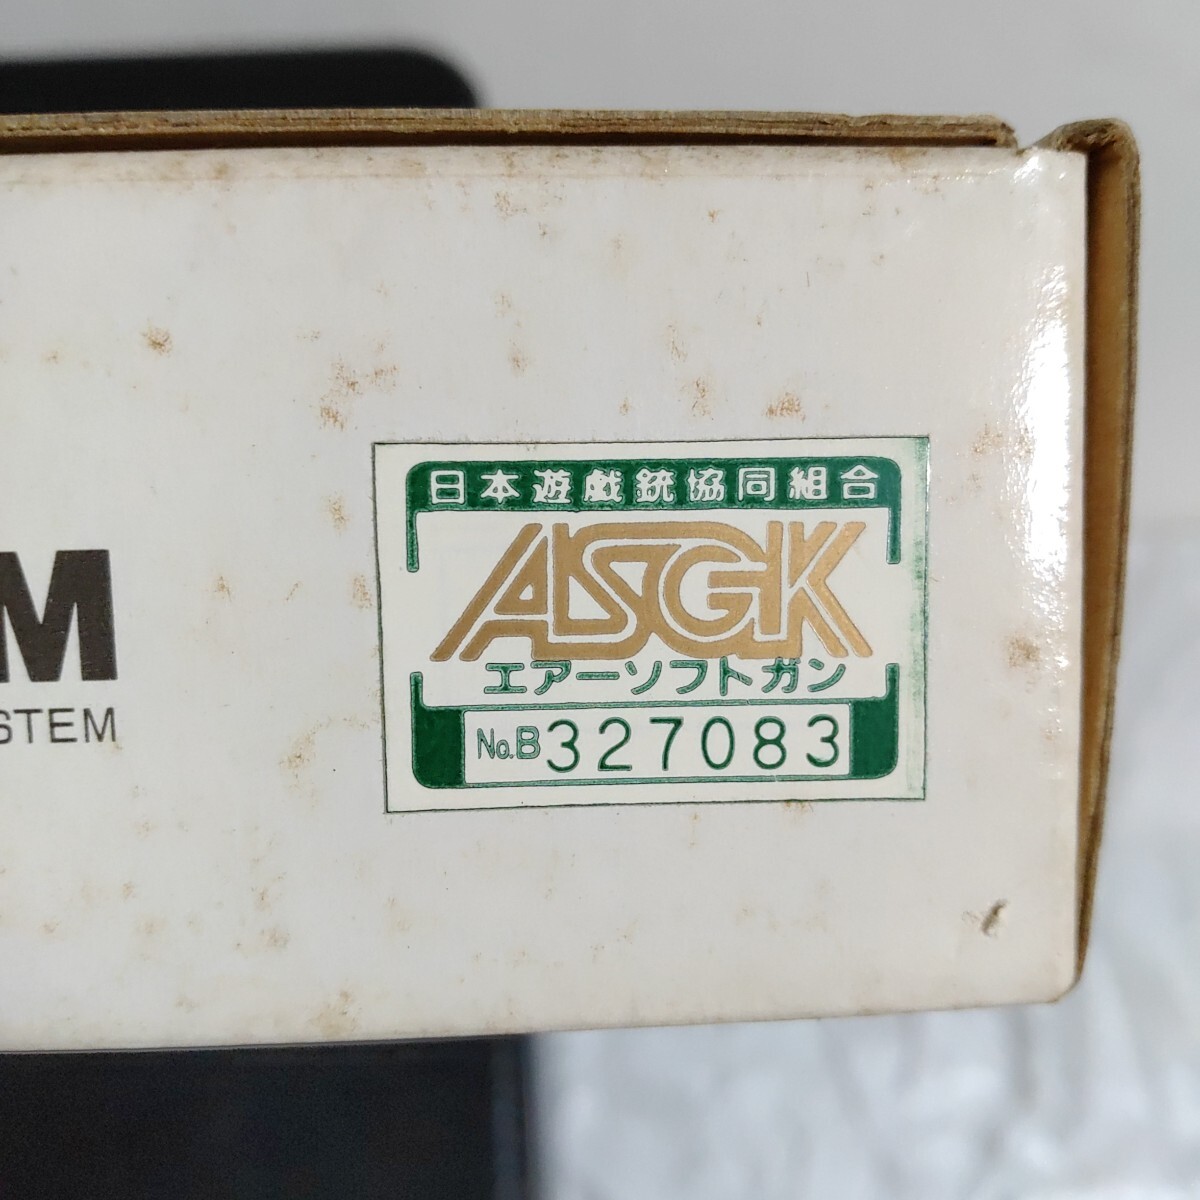 M
STEM
日本遊戯銃協同組合
ASGK
エアーソフトガン
No.B 327083